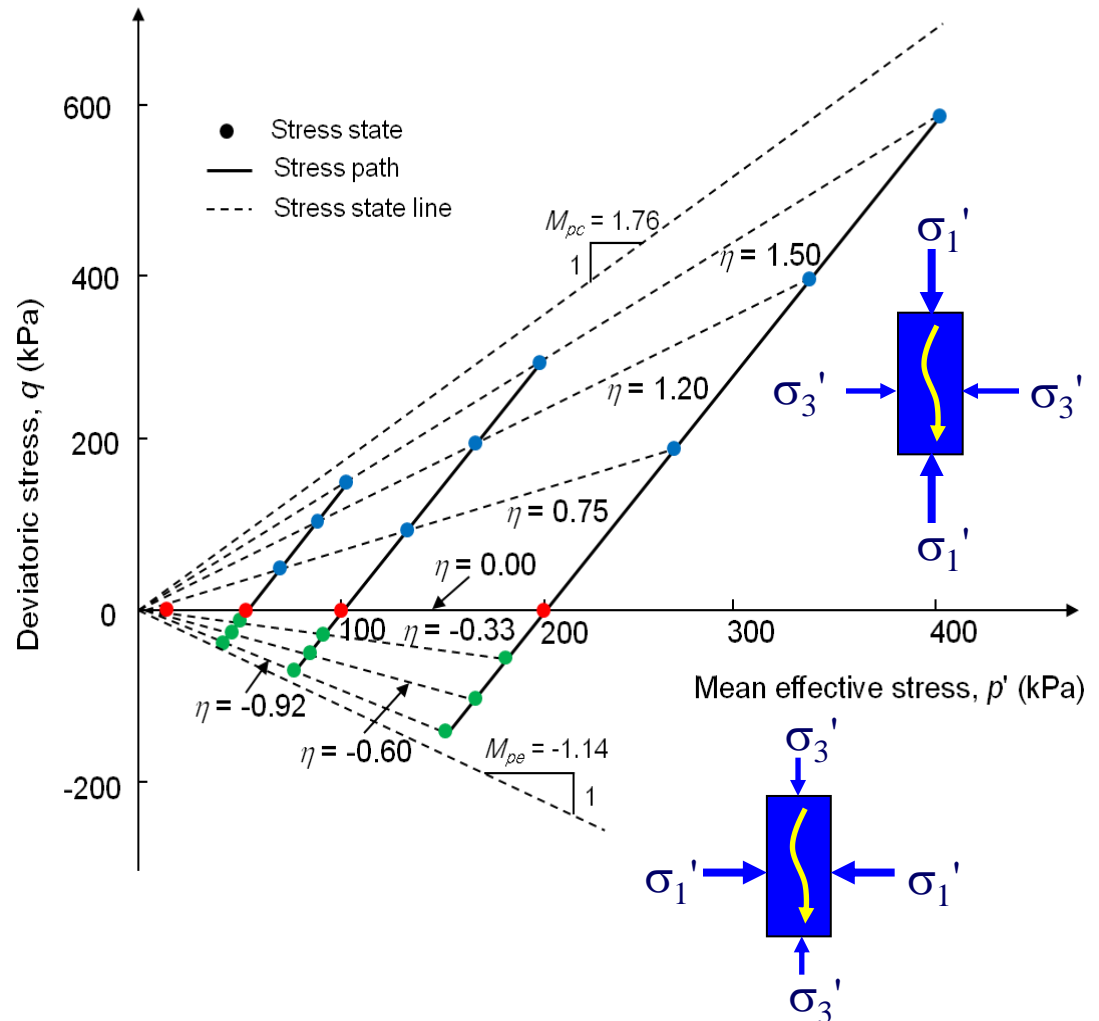 600
Stress state
Stress path
Stress state line
M_pc = 1.76
1
400
η = 1.50
σ₁'
η = 1.20
σ₃'
σ₃'
200
η = 0.75
σ₁'
η = 0.00
Deviatoric stress, q (kPa)
0
100
η = -0.33
200
300
400
Mean effective stress, p' (kPa)
η = -0.92
η = -0.60
M_pe = -1.14
1
-200
σ₃'
σ₁'
σ₁'
σ₃'